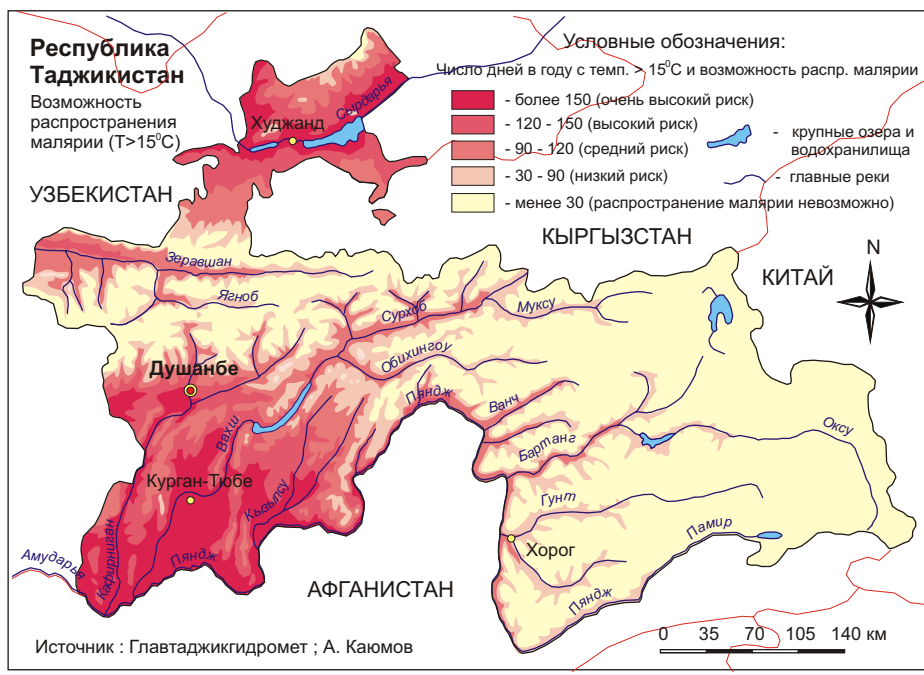 Республика
Таджикистан
Возможность
распространения
малярии (T>15⁰C)
Условные обозначения:
Число дней в году с темп. > 15⁰C и возможность распр. малярии
- более 150 (очень высокий риск)
- 120 - 150 (высокий риск)
- 90 - 120 (средний риск)
- 30 - 90 (низкий риск)
- менее 30 (распространение малярии невозможно)
- крупные озера и
водохранилища
- главные реки
Сырдарья
Худжанд
УЗБЕКИСТАН
КЫРГЫЗСТАН
КИТАЙ
N
Зеравшан
Ягноб
Сурхоб
Муксу
Обихингоу
Душанбе
Пяндж
Ванч
Вахш
Бартанг
Оксу
Курган-Тюбе
Кызылсу
Гунт
Хорог
Памир
Кафирниган
Пяндж
Амударья
АФГАНИСТАН
Пяндж
Источник : Главтаджикгидромет ; А. Каюмов
0 35 70 105 140 км